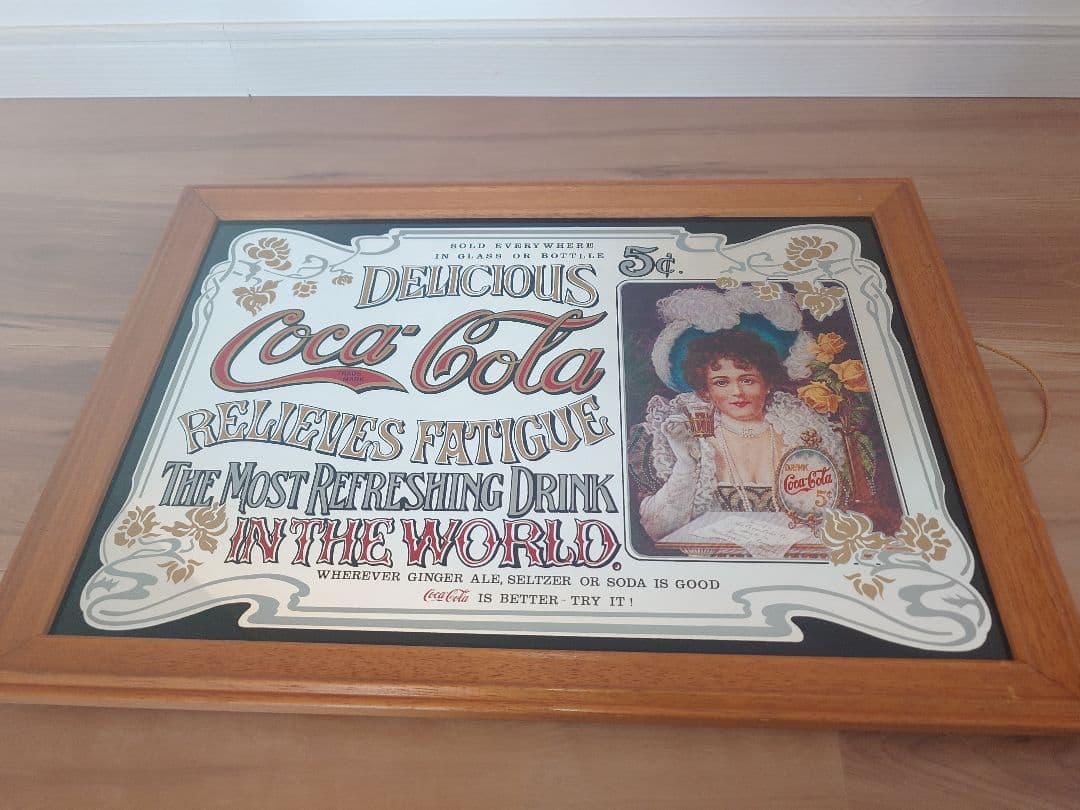 SOLD EVERYWHERE
IN GLASS OR BOTTLLE
5¢.
DELICIOUS
Coca-Cola
TRADE
MARK
RELIEVES FATIGUE
THE MOST REFRESHING DRINK
IN THE WORLD.
WHEREVER GINGER ALE, SELTZER OR SODA IS GOOD
Coca-Cola IS BETTER - TRY IT!
DRINK
Coca-Cola
5¢